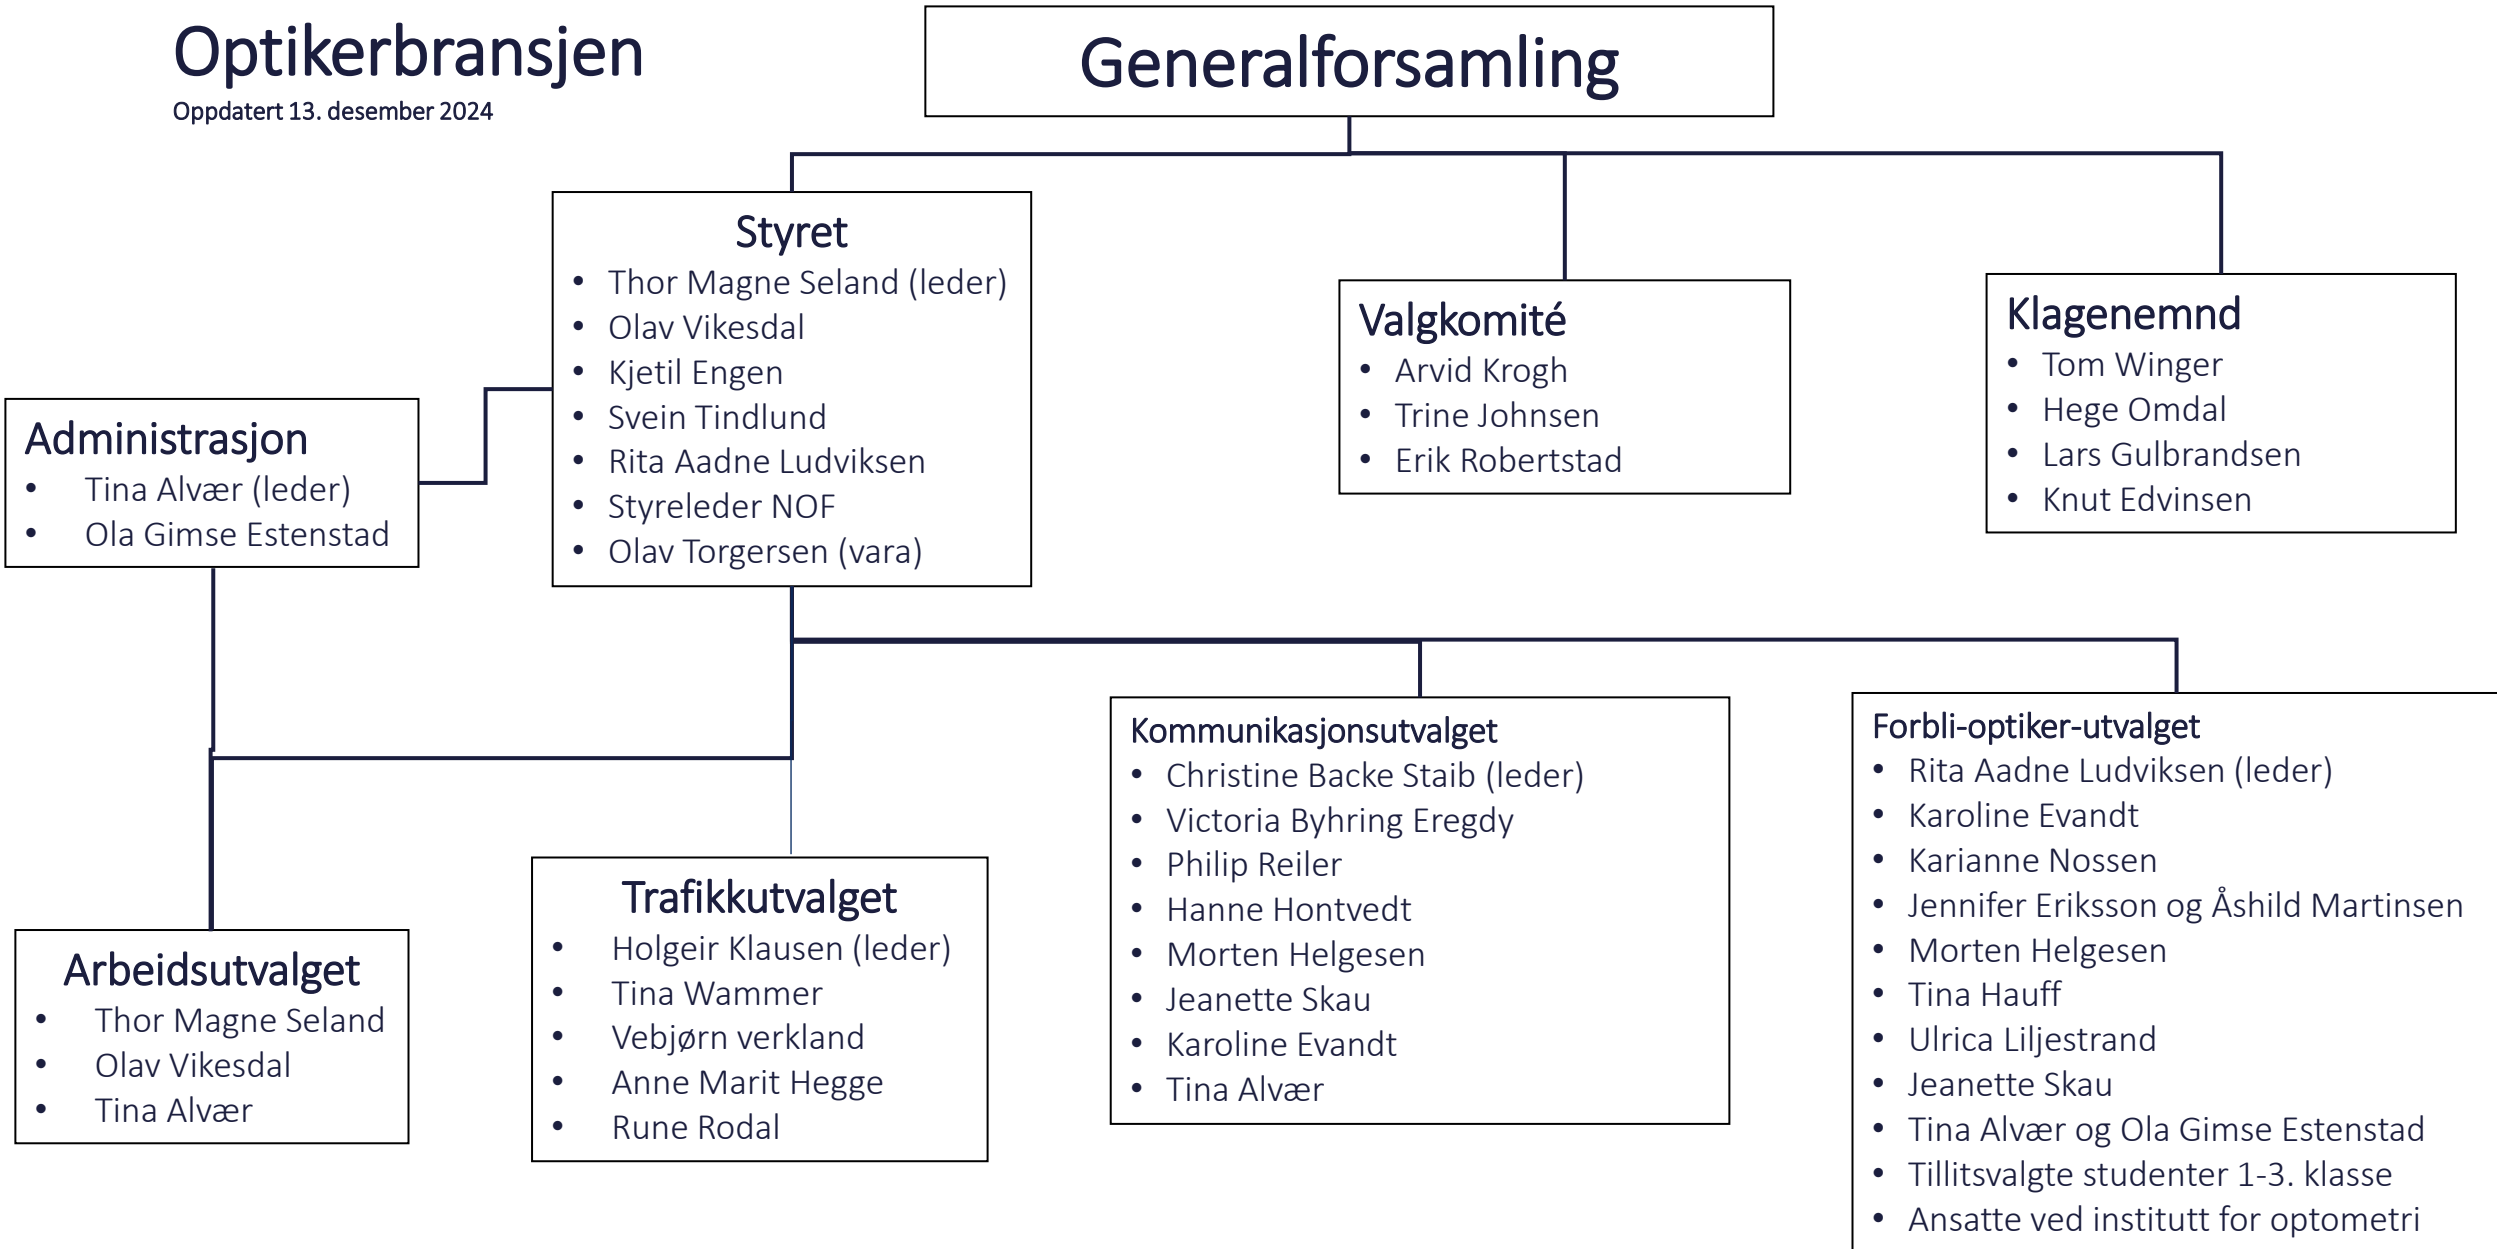 Optikerbransjen
Oppdatert 13. desember 2024
Generalforsamling
Styret
• Thor Magne Seland (leder)
• Olav Vikesdal
• Kjetil Engen
• Svein Tindlund
• Rita Aadne Ludviksen
• Styreleder NOF
• Olav Torgersen (vara)
Valgkomité
• Arvid Krogh
• Trine Johnsen
• Erik Robertstad
Klagenemnd
• Tom Winger
• Hege Omdal
• Lars Gulbrandsen
• Knut Edvinsen
Administrasjon
• Tina Alvær (leder)
• Ola Gimse Estenstad
Arbeidsutvalget
• Thor Magne Seland
• Olav Vikesdal
• Tina Alvær
Trafikkutvalget
• Holgeir Klausen (leder)
• Tina Wammer
• Vebjørn verkland
• Anne Marit Hegge
• Rune Rodal
Kommunikasjonsutvalget
• Christine Backe Staib (leder)
• Victoria Byhring Eregdy
• Philip Reiler
• Hanne Hontvedt
• Morten Helgesen
• Jeanette Skau
• Karoline Evandt
• Tina Alvær
Forbli-optiker-utvalget
• Rita Aadne Ludviksen (leder)
• Karoline Evandt
• Karianne Nossen
• Jennifer Eriksson og Åshild Martinsen
• Morten Helgesen
• Tina Hauff
• Ulrica Liljestrand
• Jeanette Skau
• Tina Alvær og Ola Gimse Estenstad
• Tillitsvalgte studenter 1-3. klasse
• Ansatte ved institutt for optometri